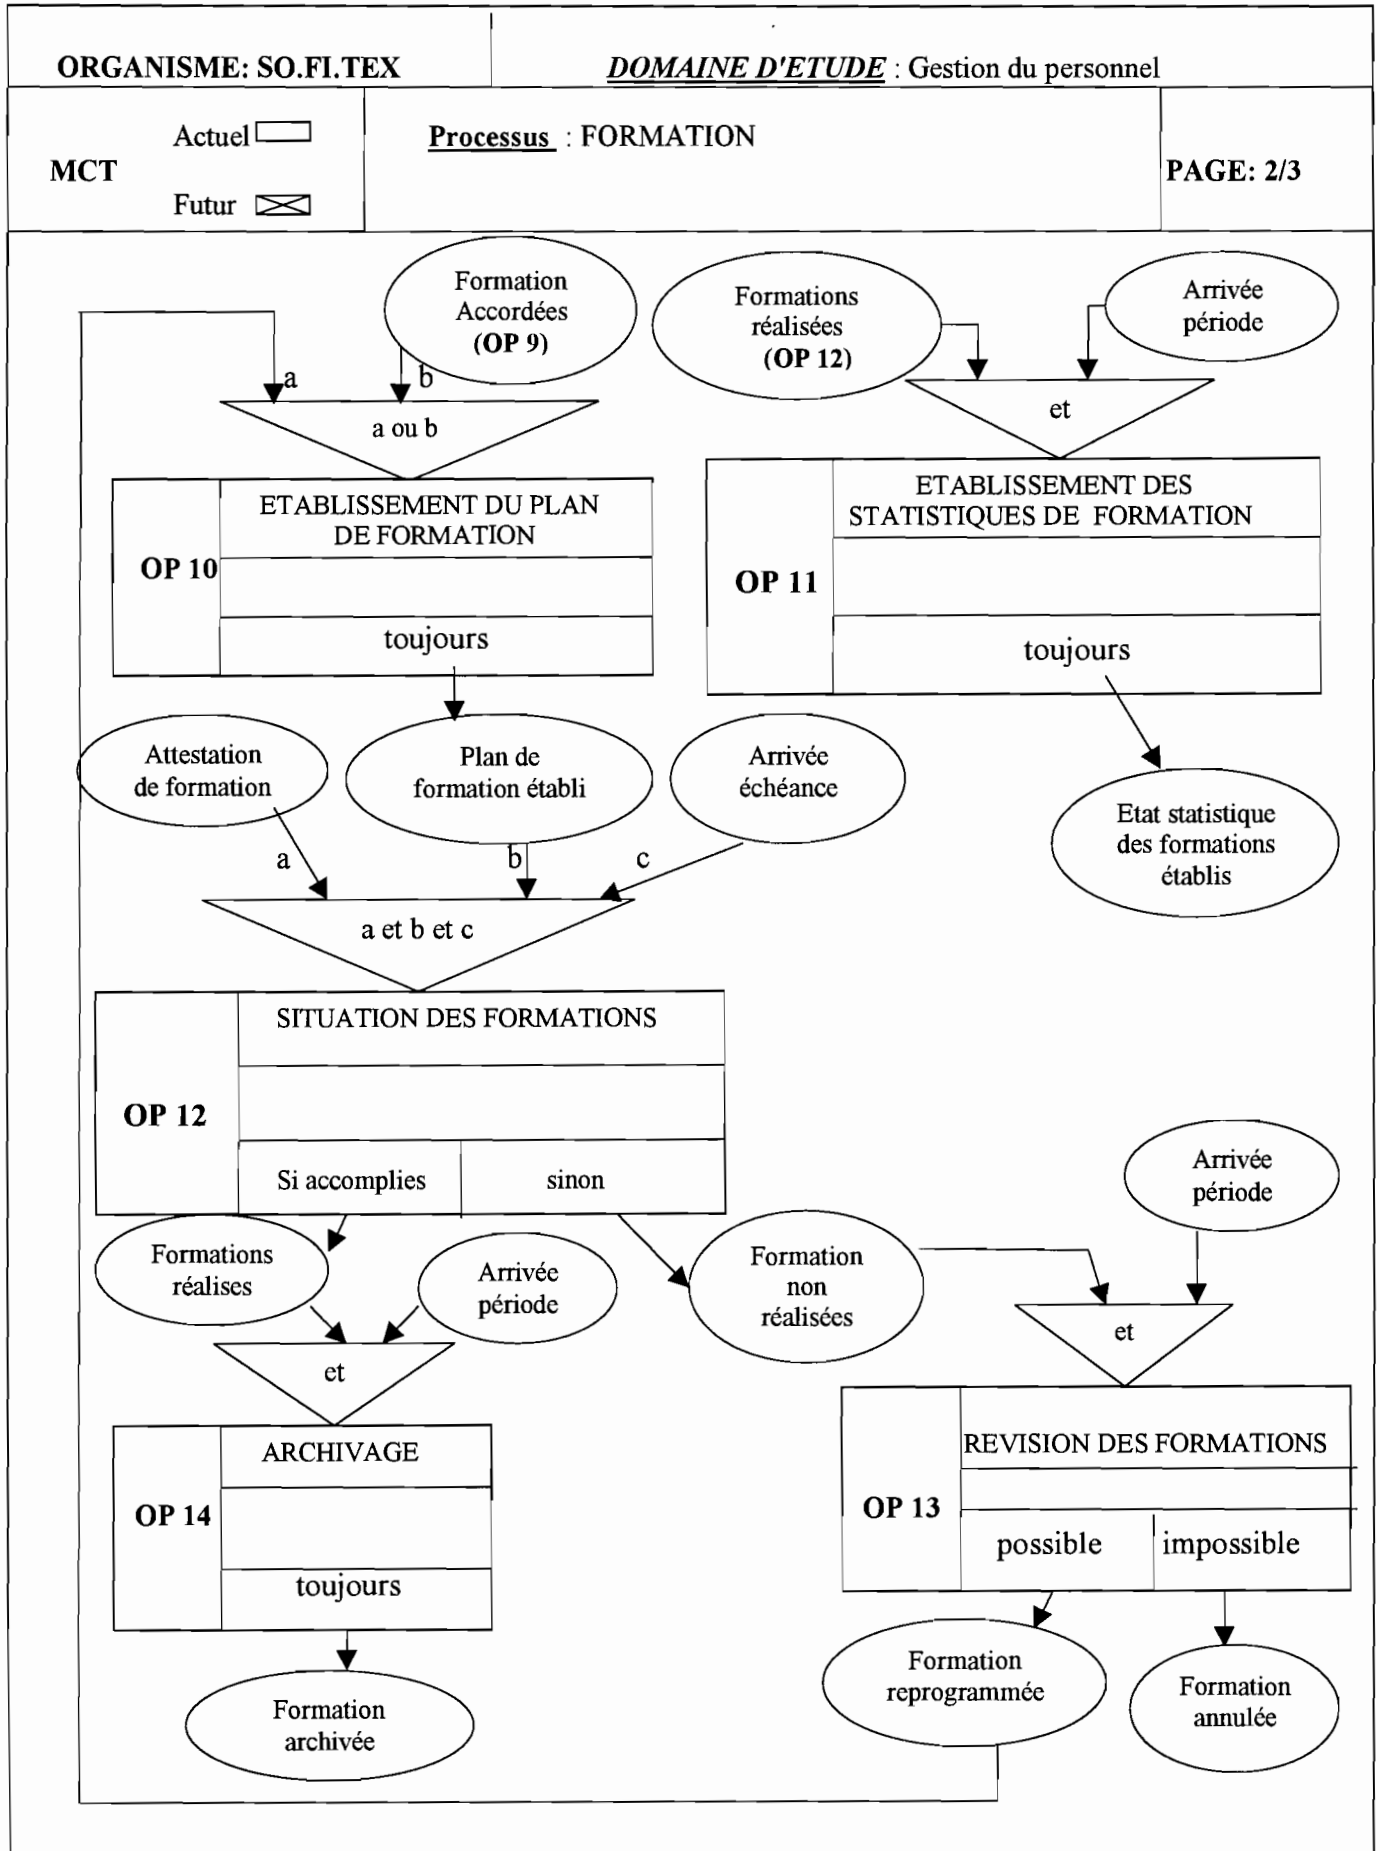 ORGANISME: SO.FI.TEX
DOMAINE D'ETUDE : Gestion du personnel
MCT
Actuel
Futur
Processus : FORMATION
PAGE: 2/3
Formation
Accordées
(OP 9)
Formations
réalisées
(OP 12)
Arrivée
période
a
b
a ou b
et
OP 10
ETABLISSEMENT DU PLAN
DE FORMATION
toujours
OP 11
ETABLISSEMENT DES
STATISTIQUES DE FORMATION
toujours
Attestation
de formation
Plan de
formation établi
Arrivée
échéance
Etat statistique
des formations
établis
a
b
c
a et b et c
OP 12
SITUATION DES FORMATIONS
Si accomplies
sinon
Arrivée
période
Formations
réalises
Arrivée
période
Formation
non
réalisées
et
et
OP 14
ARCHIVAGE
toujours
OP 13
REVISION DES FORMATIONS
possible
impossible
Formation
archivée
Formation
reprogrammée
Formation
annulée